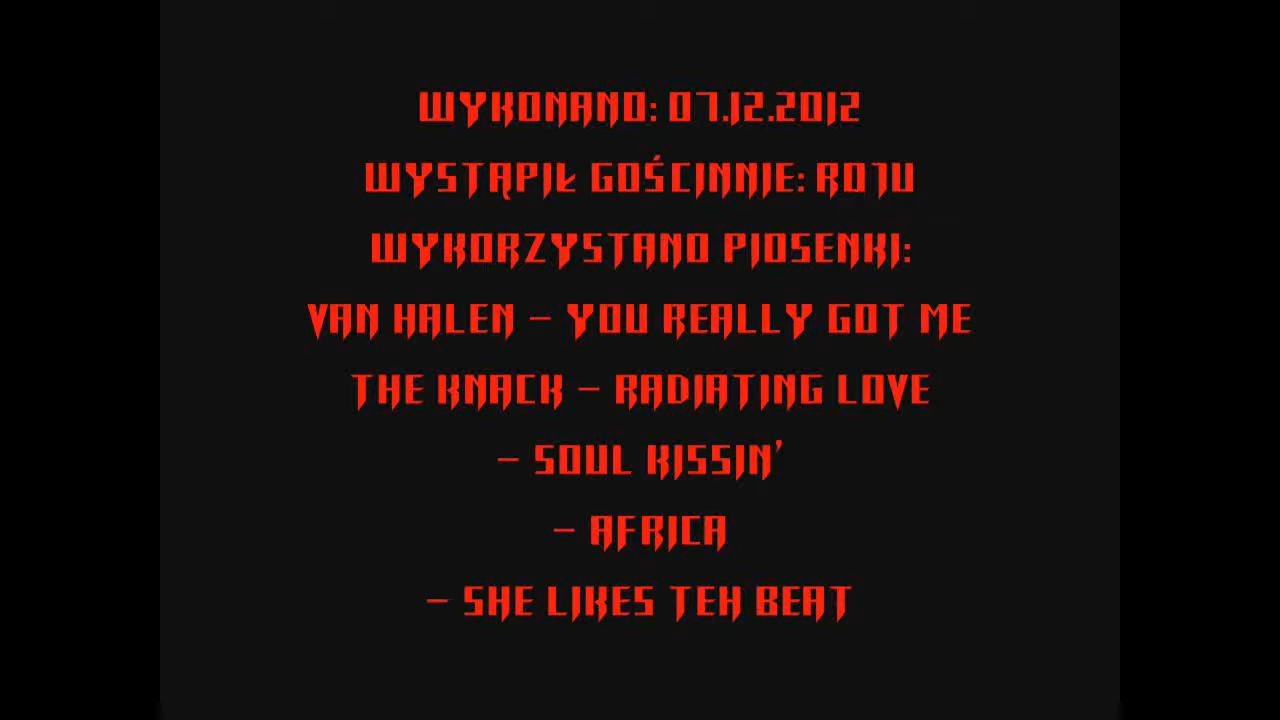 WYKONANO: 07.12.2012
WYSTĄPIŁ GOŚCINNIE: ROJU
WYKORZYSTANO PIOSENKI:
VAN HALEN – YOU REALLY GOT ME
THE KNACK – RADIATING LOVE
– SOUL KISSIN'
– AFRICA
– SHE LIKES TEH BEAT